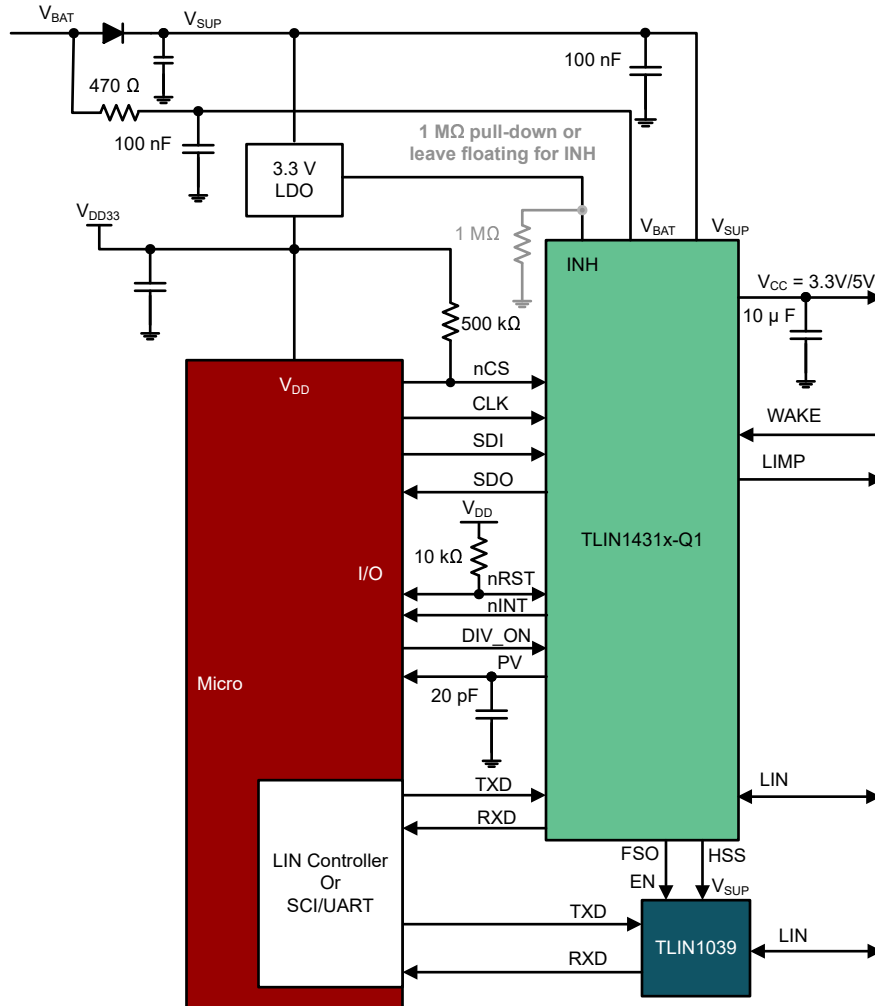 VBAT
VSUP
100 nF
470 Ω
100 nF
1 MΩ pull-down or
leave floating for INH
3.3 V
LDO
VDD33
1 MΩ
VBAT
VSUP
INH
VCC = 3.3V/5V
10 µ F
500 kΩ
VDD
nCS
CLK
WAKE
SDI
LIMP
SDO
VDD
TLIN1431x-Q1
10 kΩ
I/O
nRST
nINT
DIV_ON
PV
Micro
20 pF
TXD
LIN
RXD
FSO
HSS
LIN Controller
Or
SCI/UART
EN
VSUP
TXD
TLIN1039
LIN
RXD